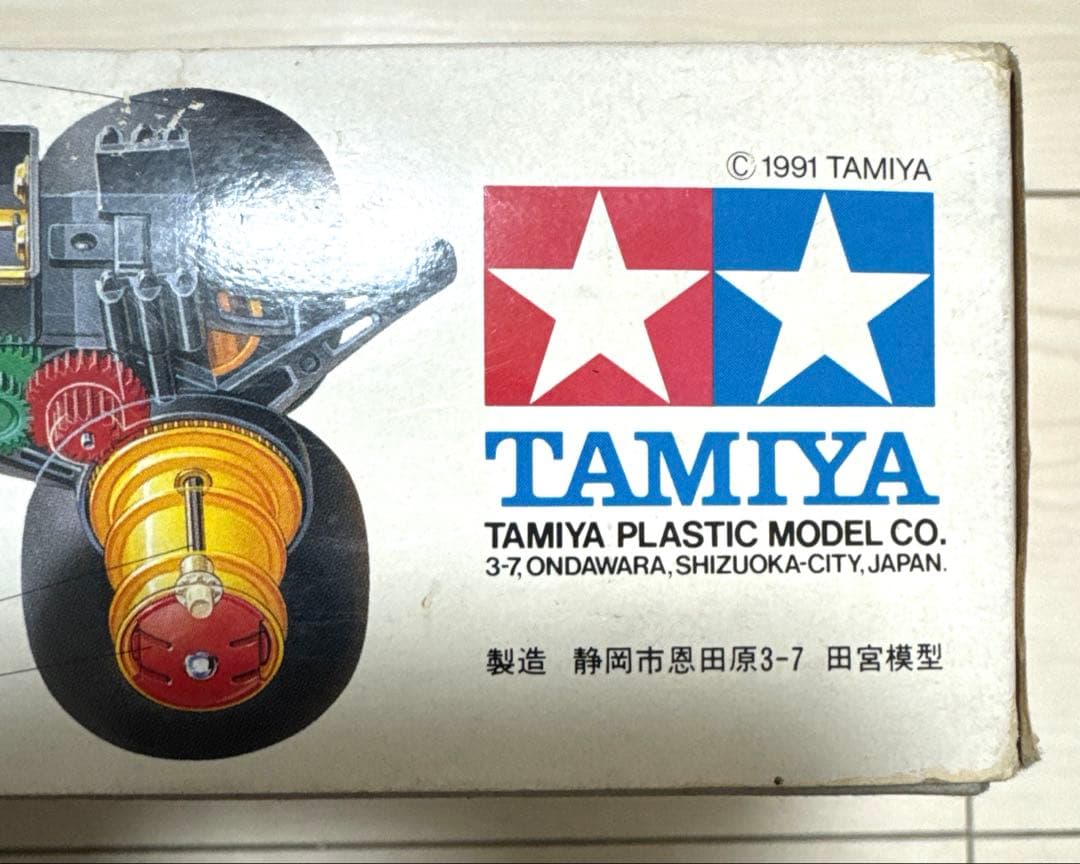 © 1991 TAMIYA
TAMIYA
TAMIYA PLASTIC MODEL CO.
3-7, ONDAWARA, SHIZUOKA-CITY, JAPAN.
製造 静岡市恩田原3-7 田宮模型